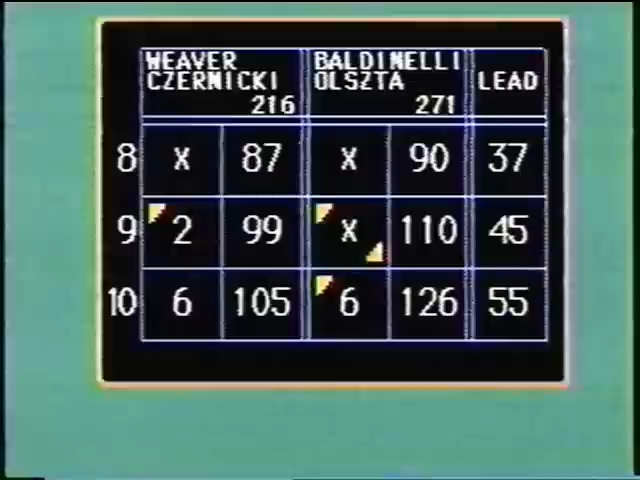 WEAVER BALDINELLI
CZERNICKI OLSZTA LEAD
216 271
8 X 87 X 90 37
9 2 99 X 110 45
10 6 105 6 126 55